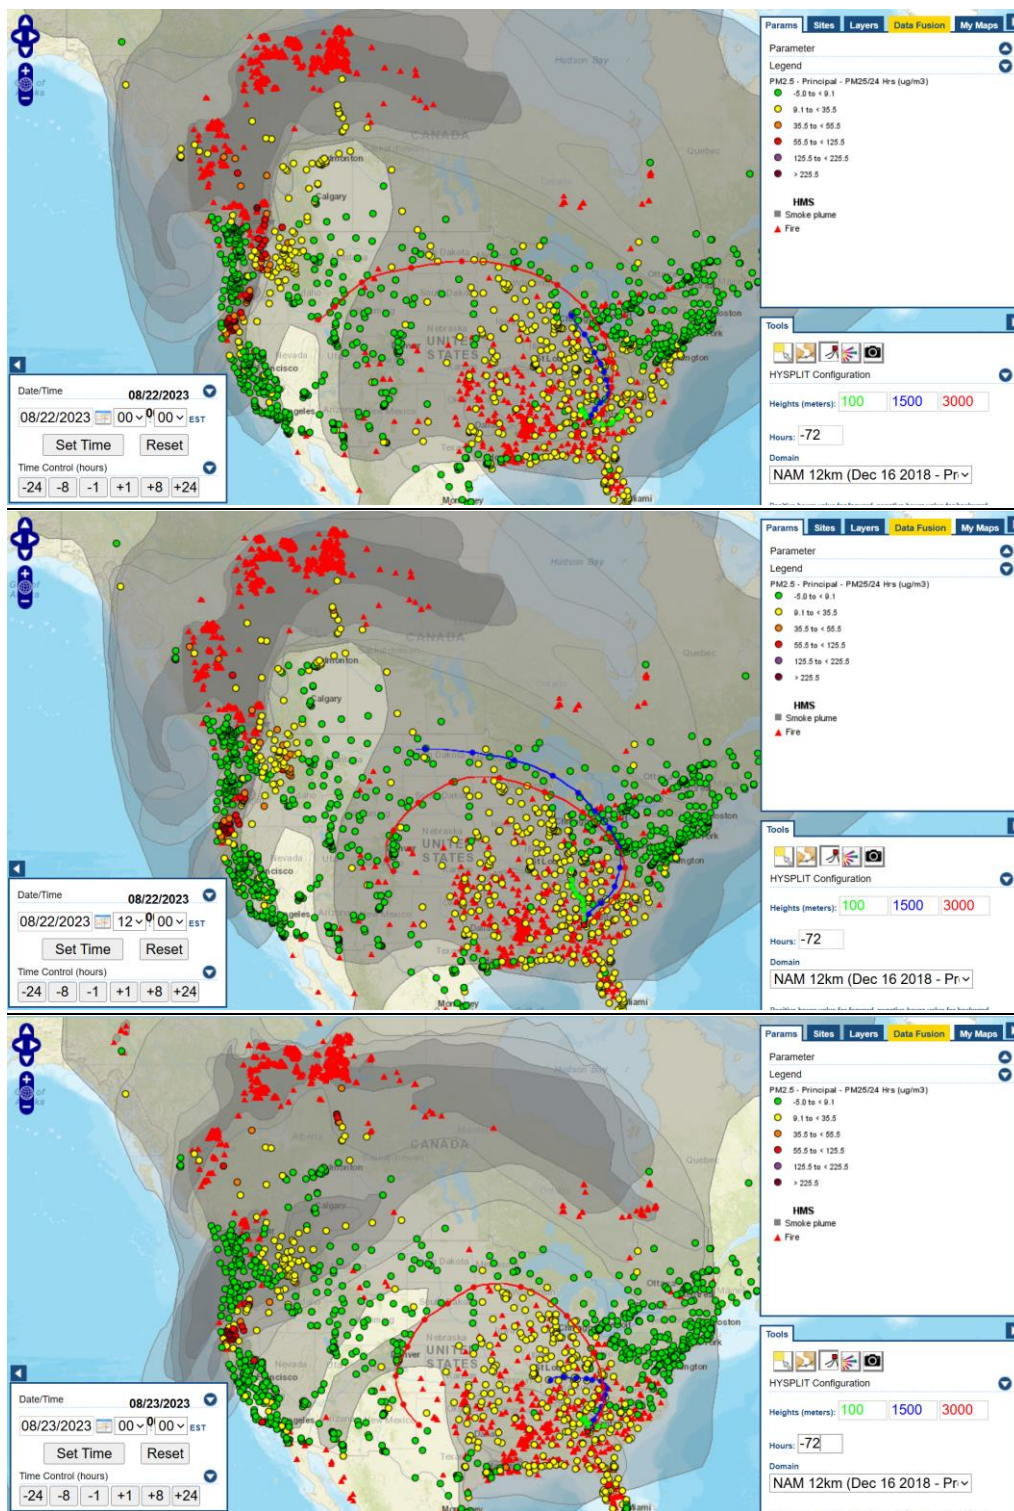 Params Sites Layers Data Fusion My Maps
Parameter
Legend
PM2.5 - Principal - PM25/24 Hrs (ug/m3)
-5.0 to < 9.1
9.1 to < 35.5
35.5 to < 55.5
55.5 to < 125.5
125.5 to < 225.5
> 225.5
HMS
Smoke plume
Fire
Hudson Bay
CANADA
Calgary
Quebec
Nebraska
UNITED
STATES
Nevada
Miami
Date/Time 08/22/2023
08/22/2023 00 00 EST
Set Time Reset
Time Control (hours)
-24 -8 -1 +1 +8 +24
Tools
HYSPLIT Configuration
Heights (meters): 100 1500 3000
Hours: -72
Domain
NAM 12km (Dec 16 2018 - Pr
Params Sites Layers Data Fusion My Maps
Parameter
Legend
PM2.5 - Principal - PM25/24 Hrs (ug/m3)
-5.0 to < 9.1
9.1 to < 35.5
35.5 to < 55.5
55.5 to < 125.5
125.5 to < 225.5
> 225.5
HMS
Smoke plume
Fire
Hudson Bay
CANADA
Calgary
Quebec
Nebraska
UNITED
STATES
Nevada
Date/Time 08/22/2023
08/22/2023 12 00 EST
Set Time Reset
Time Control (hours)
-24 -8 -1 +1 +8 +24
Tools
HYSPLIT Configuration
Heights (meters): 100 1500 3000
Hours: -72
Domain
NAM 12km (Dec 16 2018 - Pr
Params Sites Layers Data Fusion My Maps
Parameter
Legend
PM2.5 - Principal - PM25/24 Hrs (ug/m3)
-5.0 to < 9.1
9.1 to < 35.5
35.5 to < 55.5
55.5 to < 125.5
125.5 to < 225.5
> 225.5
HMS
Smoke plume
Fire
Hudson Bay
Alberta
CANADA
Calgary
Quebec
Nebraska
UNITED
STATES
Nevada
Date/Time 08/23/2023
08/23/2023 00 00 EST
Set Time Reset
Time Control (hours)
-24 -8 -1 +1 +8 +24
Tools
HYSPLIT Configuration
Heights (meters): 100 1500 3000
Hours: -72
Domain
NAM 12km (Dec 16 2018 - Pr